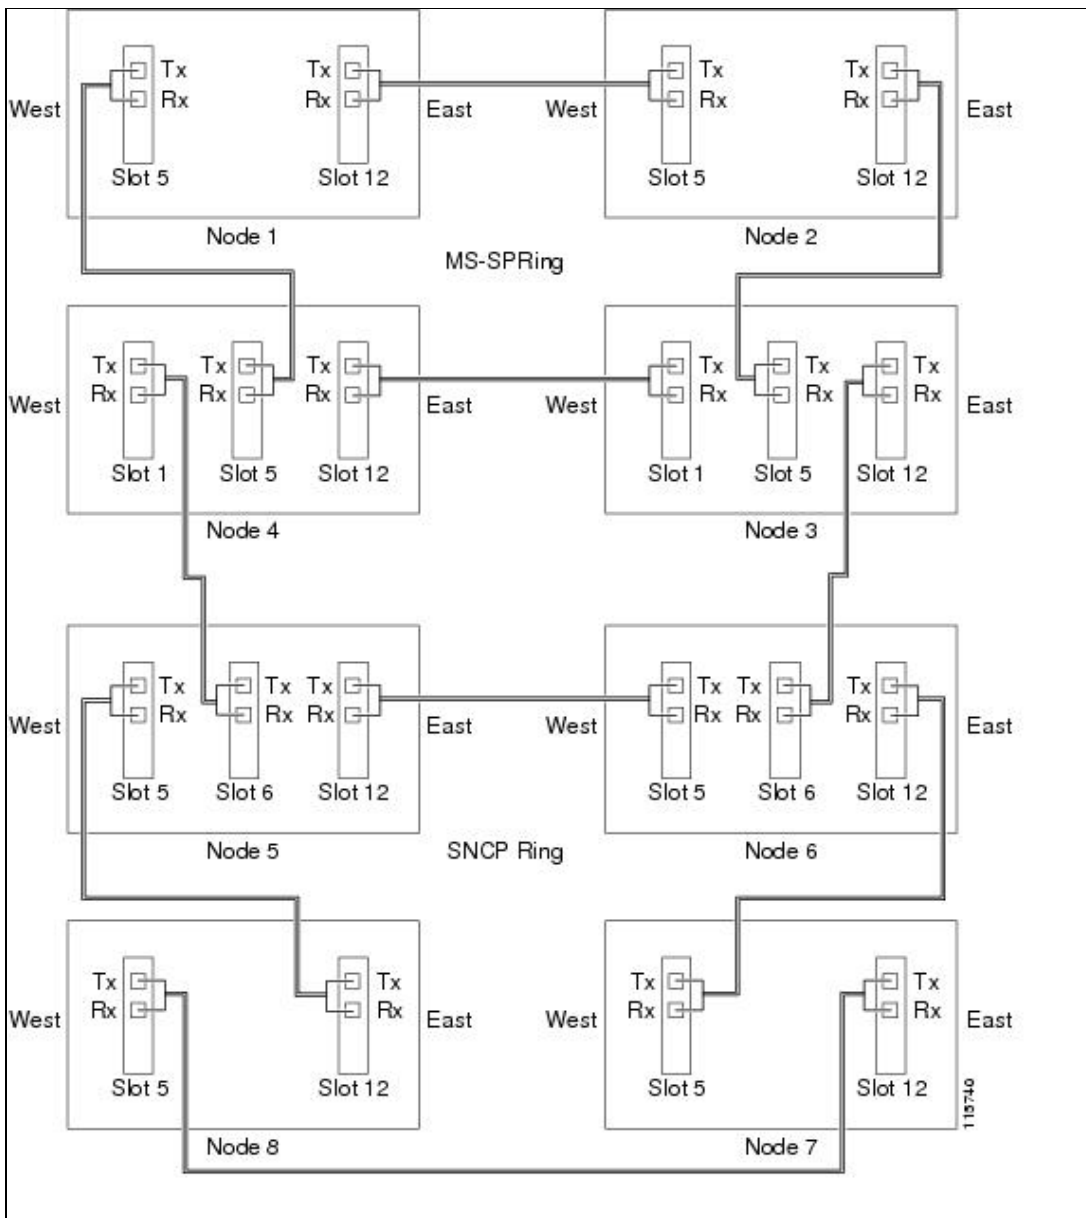 Tx Tx Tx Tx
West Rx Rx East West Rx Rx East
Slot 5 Slot 12 Slot 5 Slot 12
Node 1 Node 2
MS-SPRing
Tx Tx Tx Tx Tx Tx
West Rx Rx Rx East West Rx Rx Rx East
Slot 1 Slot 5 Slot 12 Slot 1 Slot 5 Slot 12
Node 4 Node 3
Tx Tx Tx Tx Tx Tx
West Rx Rx Rx East West Rx Rx Rx East
Slot 5 Slot 6 Slot 12 Slot 5 Slot 6 Slot 12
Node 5 SNCP Ring Node 6
Tx Tx Tx Tx
West Rx Rx East West Rx Rx East
Slot 5 Slot 12 Slot 5 Slot 12
115740
Node 8 Node 7